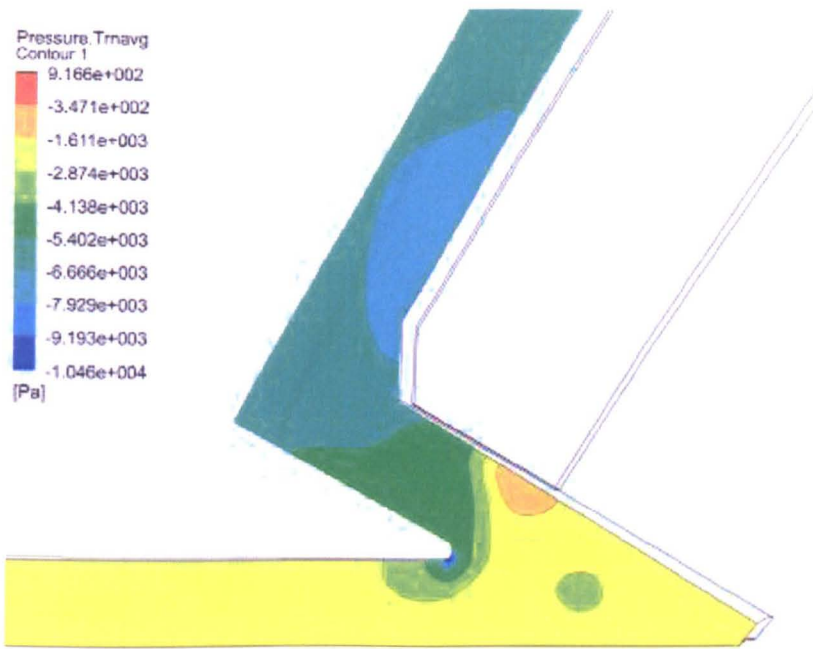 Pressure.Trnavg
Contour 1
9.166e+002
-3.471e+002
-1.611e+003
-2.874e+003
-4.138e+003
-5.402e+003
-6.666e+003
-7.929e+003
-9.193e+003
-1.046e+004
[Pa]